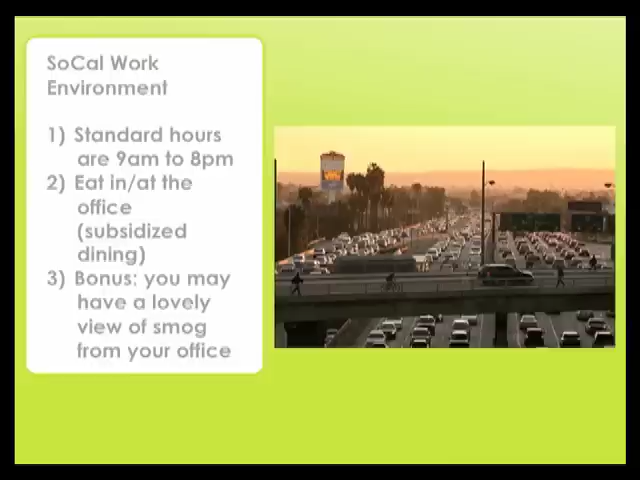 SoCal Work
Environment
1) Standard hours
are 9am to 8pm
2) Eat in/at the
office
(subsidized
dining)
3) Bonus: you may
have a lovely
view of smog
from your office